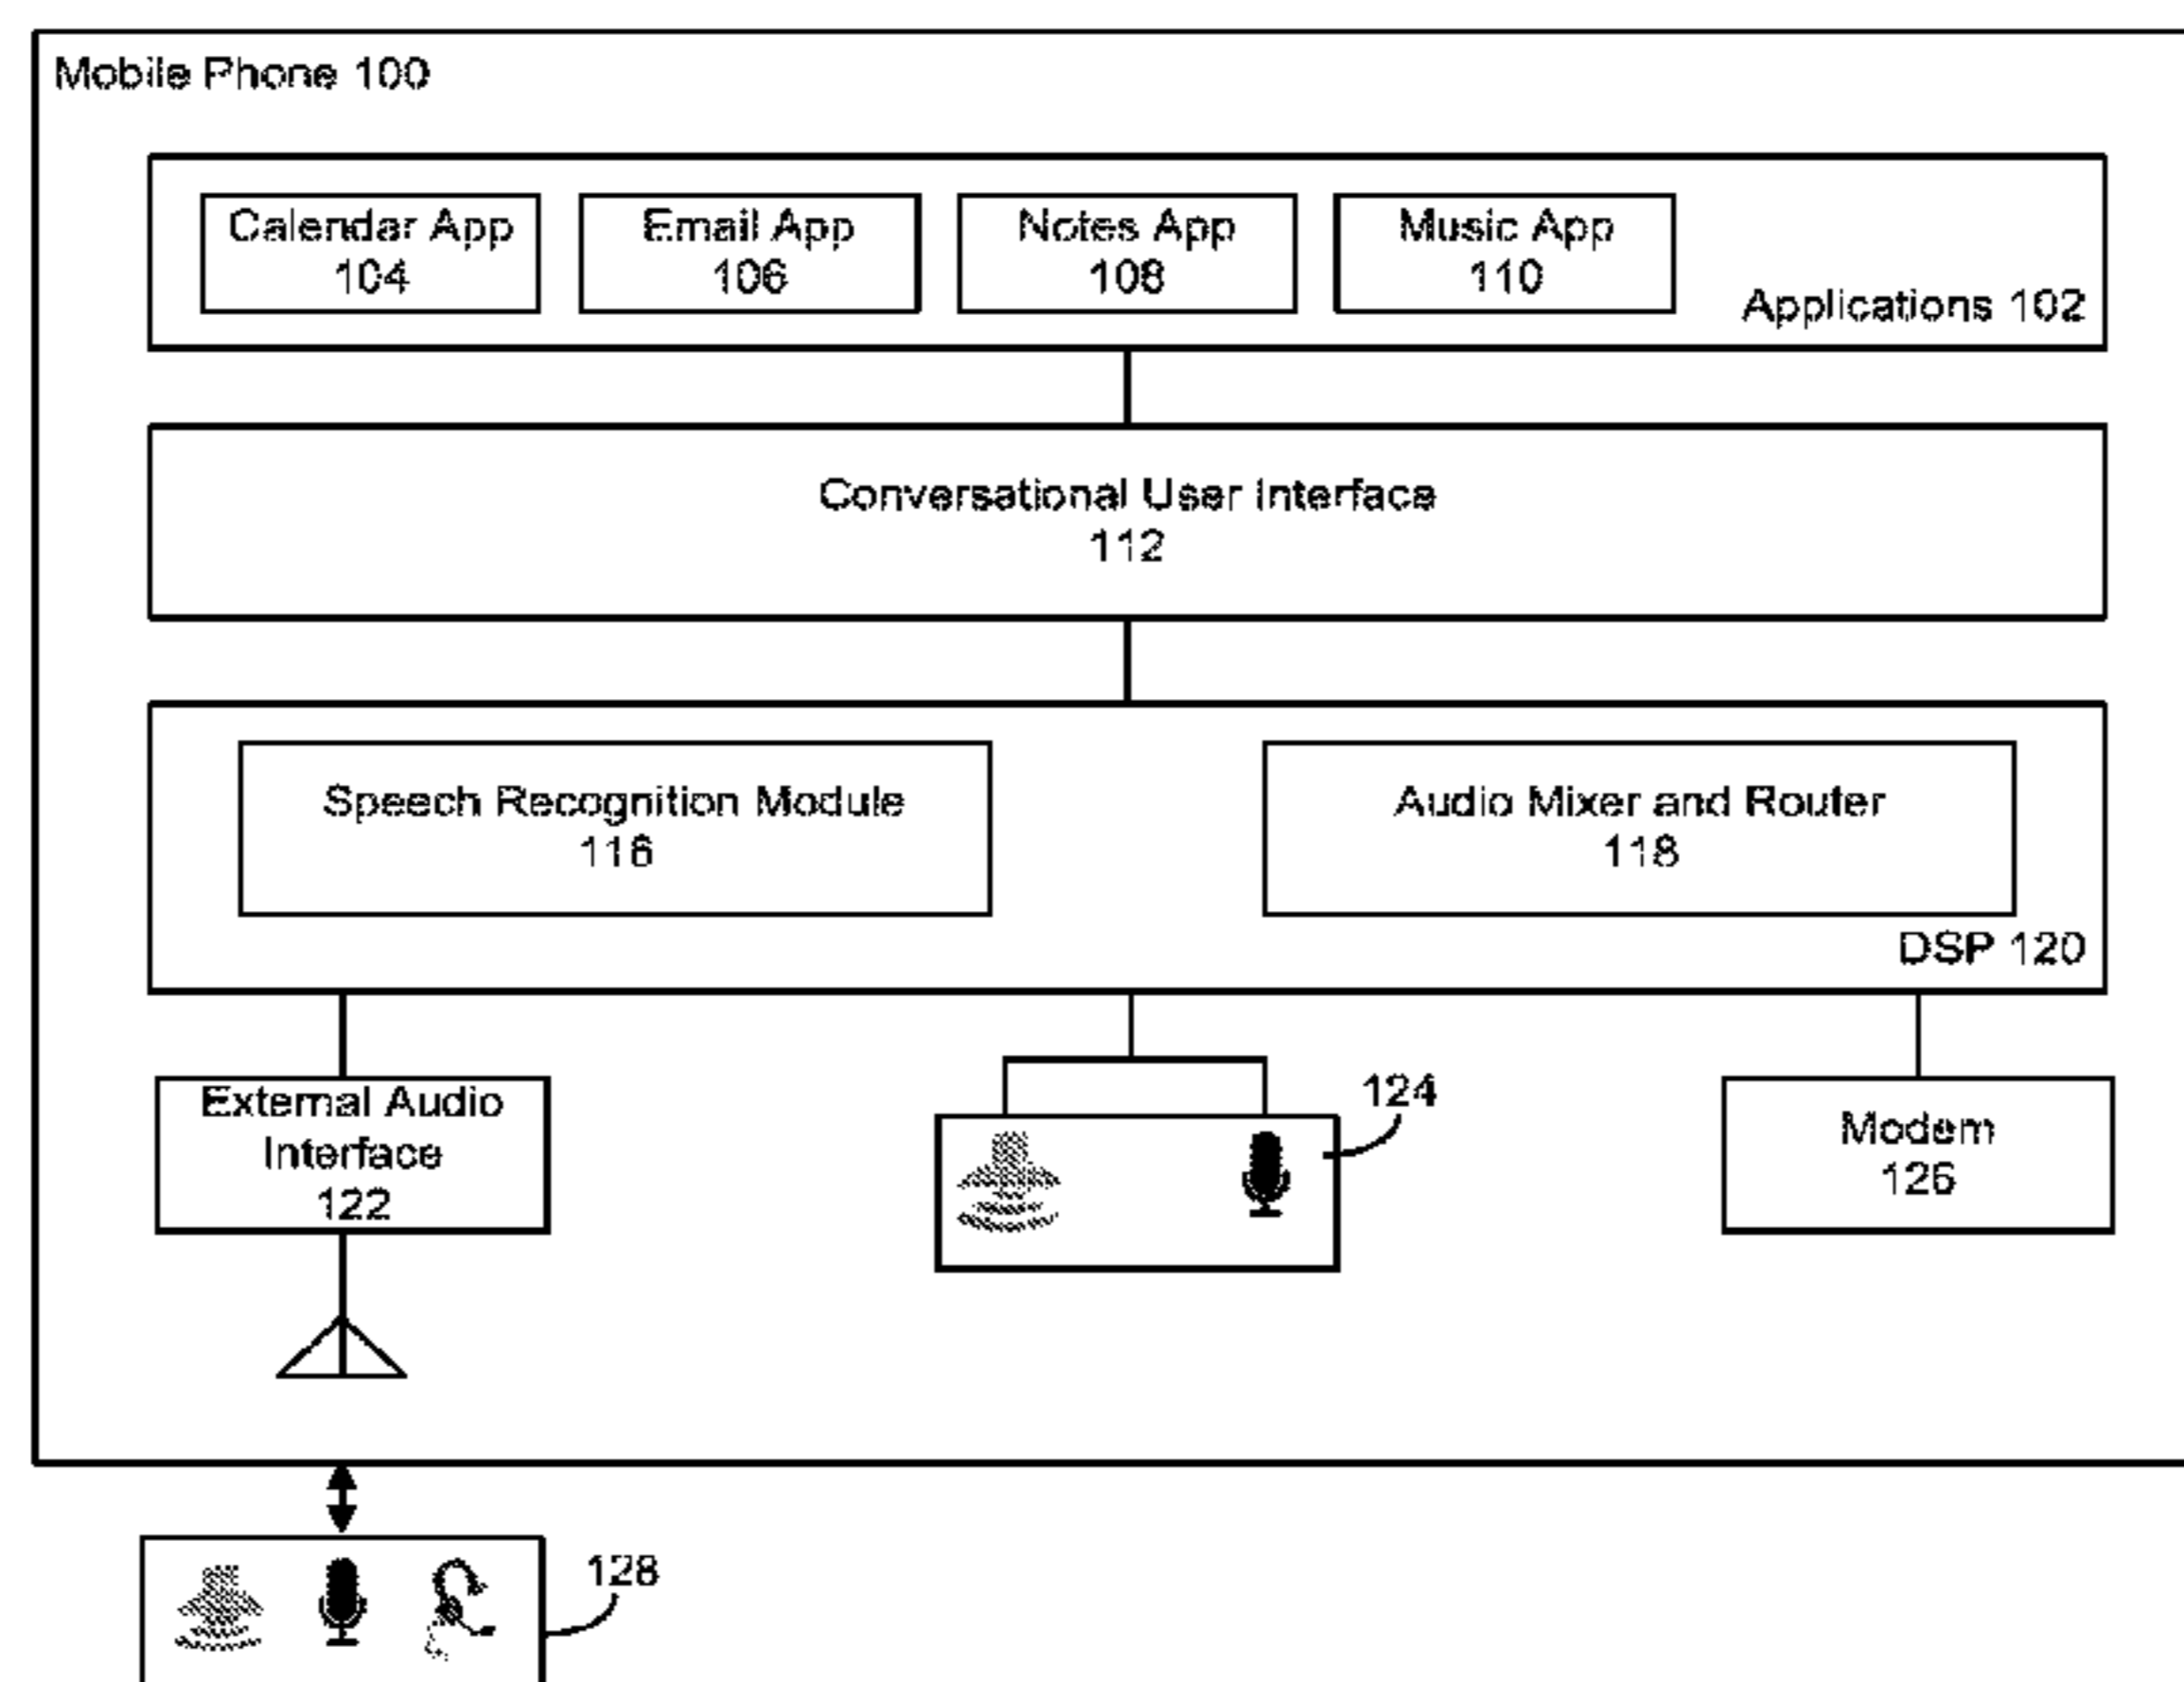 Mobile Phone 100
Calendar App
104
Email App
106
Notes App
108
Music App
110
Applications 102
Conversational User Interface
112
Speech Recognition Module
116
Audio Mixer and Router
118
DSP 120
External Audio
Interface
122
124
Modem
126
128